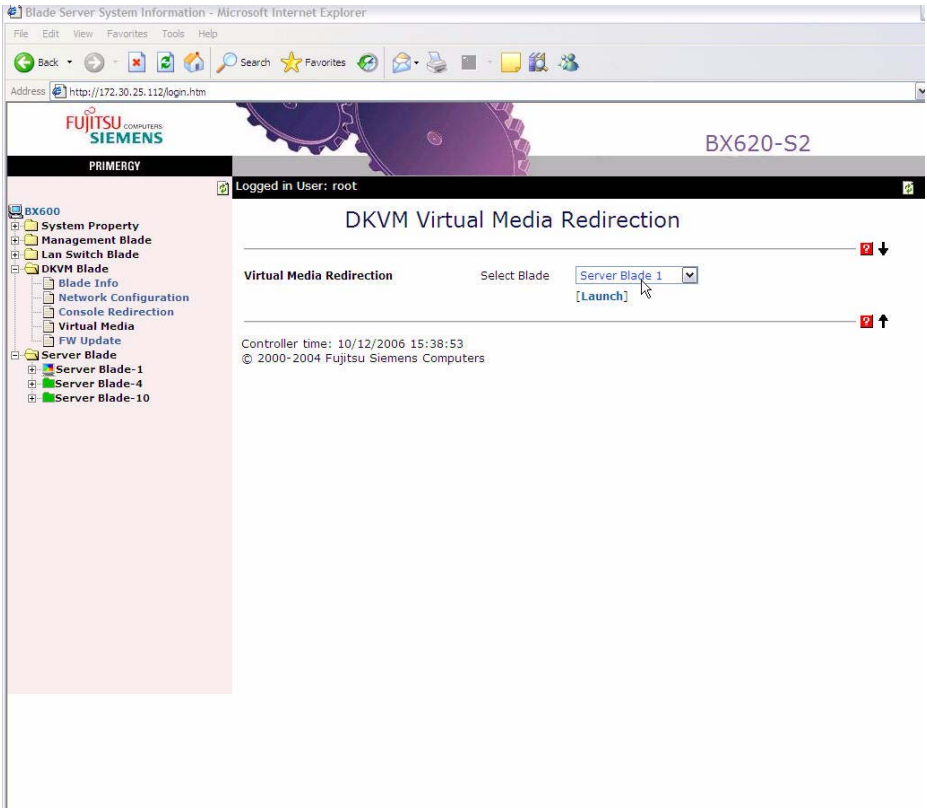 Blade Server System Information - Microsoft Internet Explorer
File Edit View Favorites Tools Help
Back Search Favorites
Address http://172.30.25.112/login.htm
FUJITSU COMPUTERS
SIEMENS
BX620-S2
PRIMERGY
Logged in User: root
BX600
System Property
Management Blade
Lan Switch Blade
DKVM Blade
Blade Info
Network Configuration
Console Redirection
Virtual Media
FW Update
Server Blade
Server Blade-1
Server Blade-4
Server Blade-10
DKVM Virtual Media Redirection
?
Virtual Media Redirection Select Blade Server Blade 1
[Launch]
?
Controller time: 10/12/2006 15:38:53
© 2000-2004 Fujitsu Siemens Computers